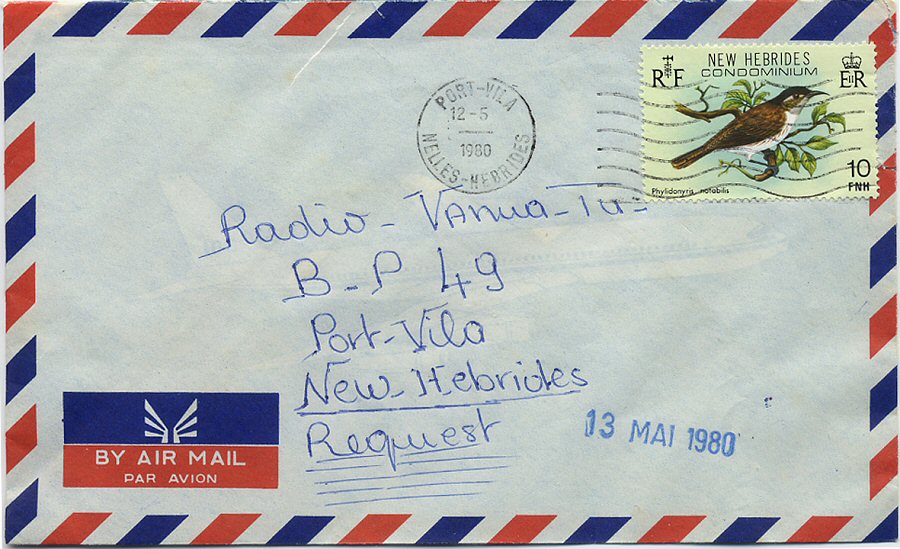 NEW HEBRIDES
CONDOMINIUM
RF
EIIR
10
FNH
Phylidonyris notabilis
PORT-VILA
12-5
1980
NELLES-HEBRIDES
Radio-Vanua-Tu-
B-P 49
Port-Vila
New-Hebrides
Request
13 MAI 1980
BY AIR MAIL
PAR AVION